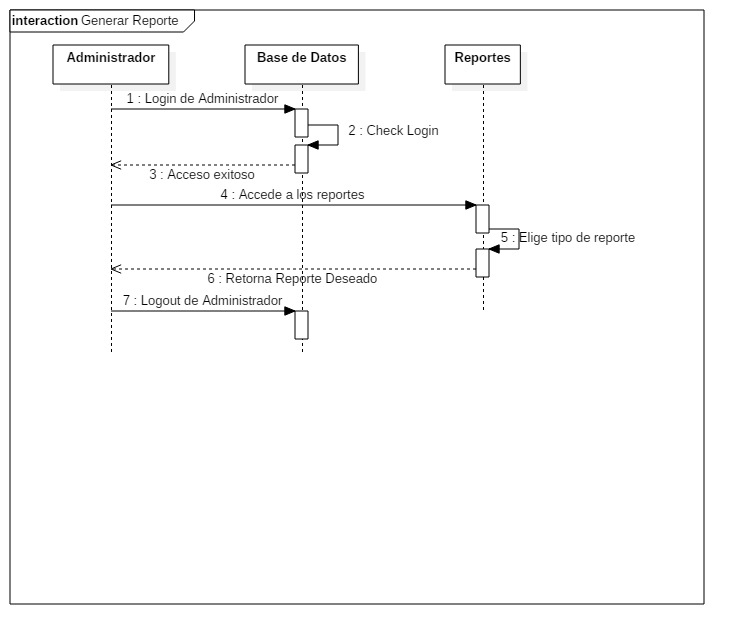 interaction Generar Reporte
Administrador
Base de Datos
Reportes
1 : Login de Administrador
2 : Check Login
3 : Acceso exitoso
4 : Accede a los reportes
5 : Elige tipo de reporte
6 : Retorna Reporte Deseado
7 : Logout de Administrador